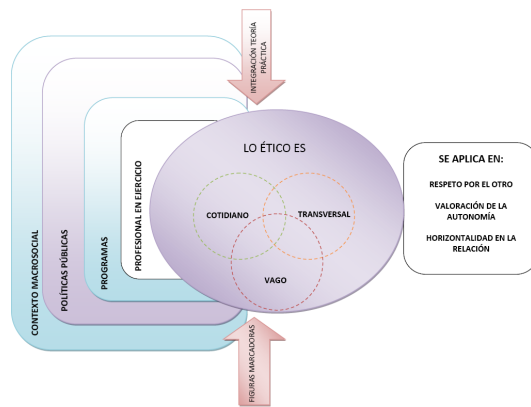 INTEGRACIÓN TEORÍA
PRÁCTICA
CONTEXTO MACROSOCIAL
POLÍTICAS PÚBLICAS
PROGRAMAS
PROFESIONAL EN EJERCICIO
LO ÉTICO ES
COTIDIANO
TRANSVERSAL
VAGO
SE APLICA EN:
RESPETO POR EL OTRO
VALORACIÓN DE LA
AUTONOMÍA
HORIZONTALIDAD EN LA
RELACIÓN
FIGURAS MARCADORAS